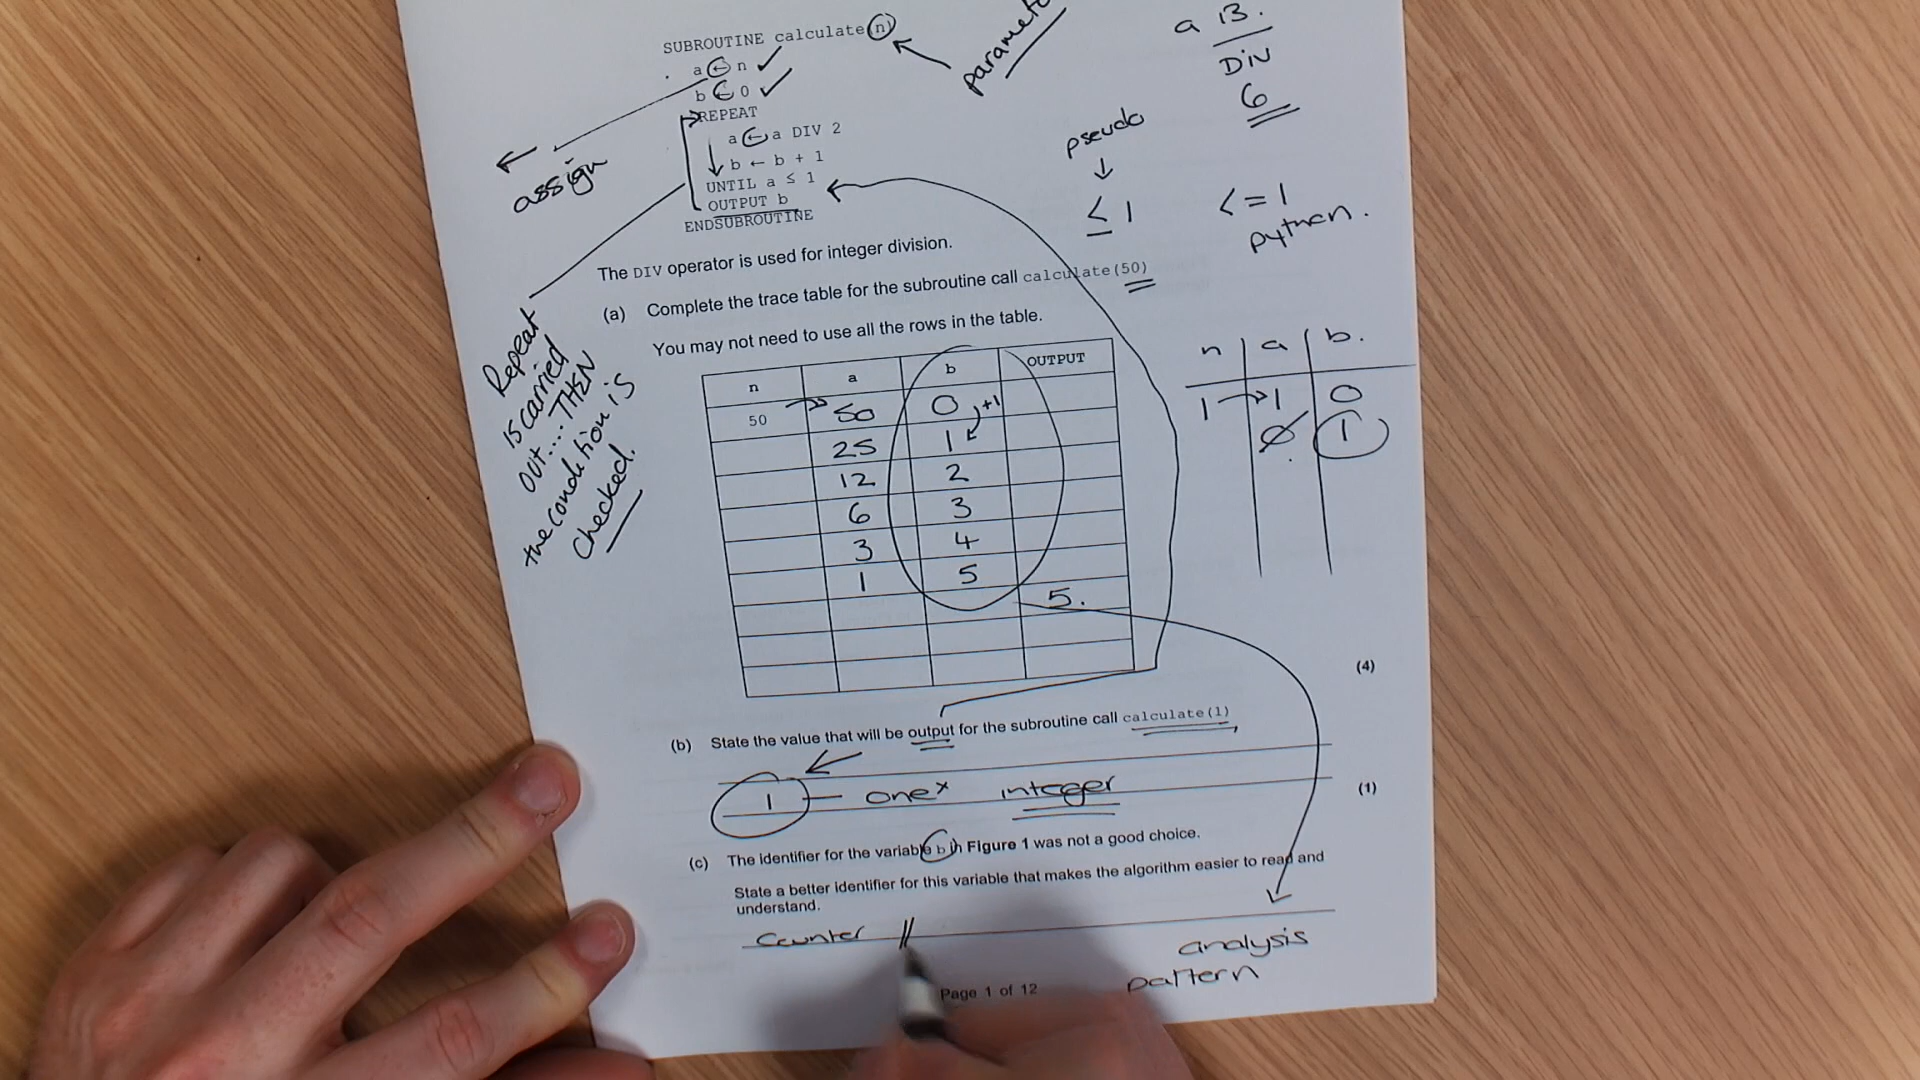 SUBROUTINE calculate(n)
a ← n
b ← 0
REPEAT
a ← a DIV 2
b ← b + 1
UNTIL a ≤ 1
OUTPUT b
ENDSUBROUTINE
assign
a 13.
DIV
6
pseudo
↓
≤ 1
<= 1
python.
The DIV operator is used for integer division.
(a) Complete the trace table for the subroutine call calculate(50)
You may not need to use all the rows in the table.
Repeat
is carried
out... THEN
the condition is
checked.
n a b OUTPUT
50 50 0 +1
25 1
12 2
6 3
3 4
1 5
5.
n a b.
1 → 1 0
0 1
(4)
(b) State the value that will be output for the subroutine call calculate(1)
1 — one x integer
(1)
(c) The identifier for the variable b in Figure 1 was not a good choice.
State a better identifier for this variable that makes the algorithm easier to read and
understand.
Counter //
analysis
pattern
Page 1 of 12